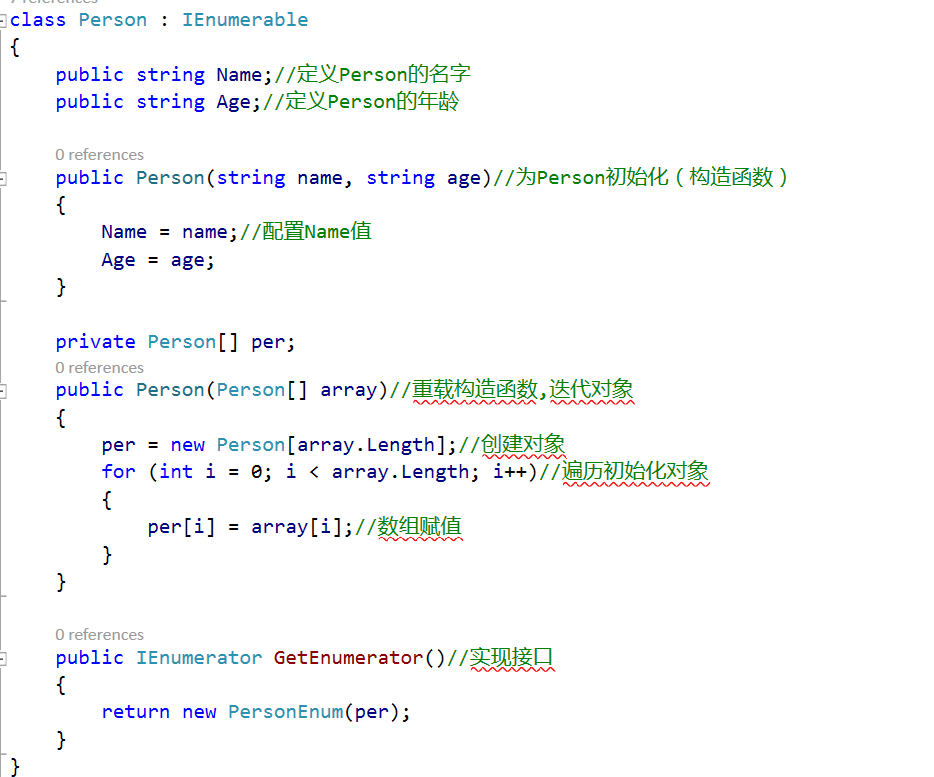 7 references
class Person : IEnumerable
{
public string Name;//定义Person的名字
public string Age;//定义Person的年龄
0 references
public Person(string name, string age)//为Person初始化（构造函数）
{
Name = name;//配置Name值
Age = age;
}
private Person[] per;
0 references
public Person(Person[] array)//重载构造函数,迭代对象
{
per = new Person[array.Length];//创建对象
for (int i = 0; i < array.Length; i++)//遍历初始化对象
{
per[i] = array[i];//数组赋值
}
}
0 references
public IEnumerator GetEnumerator()//实现接口
{
return new PersonEnum(per);
}
}